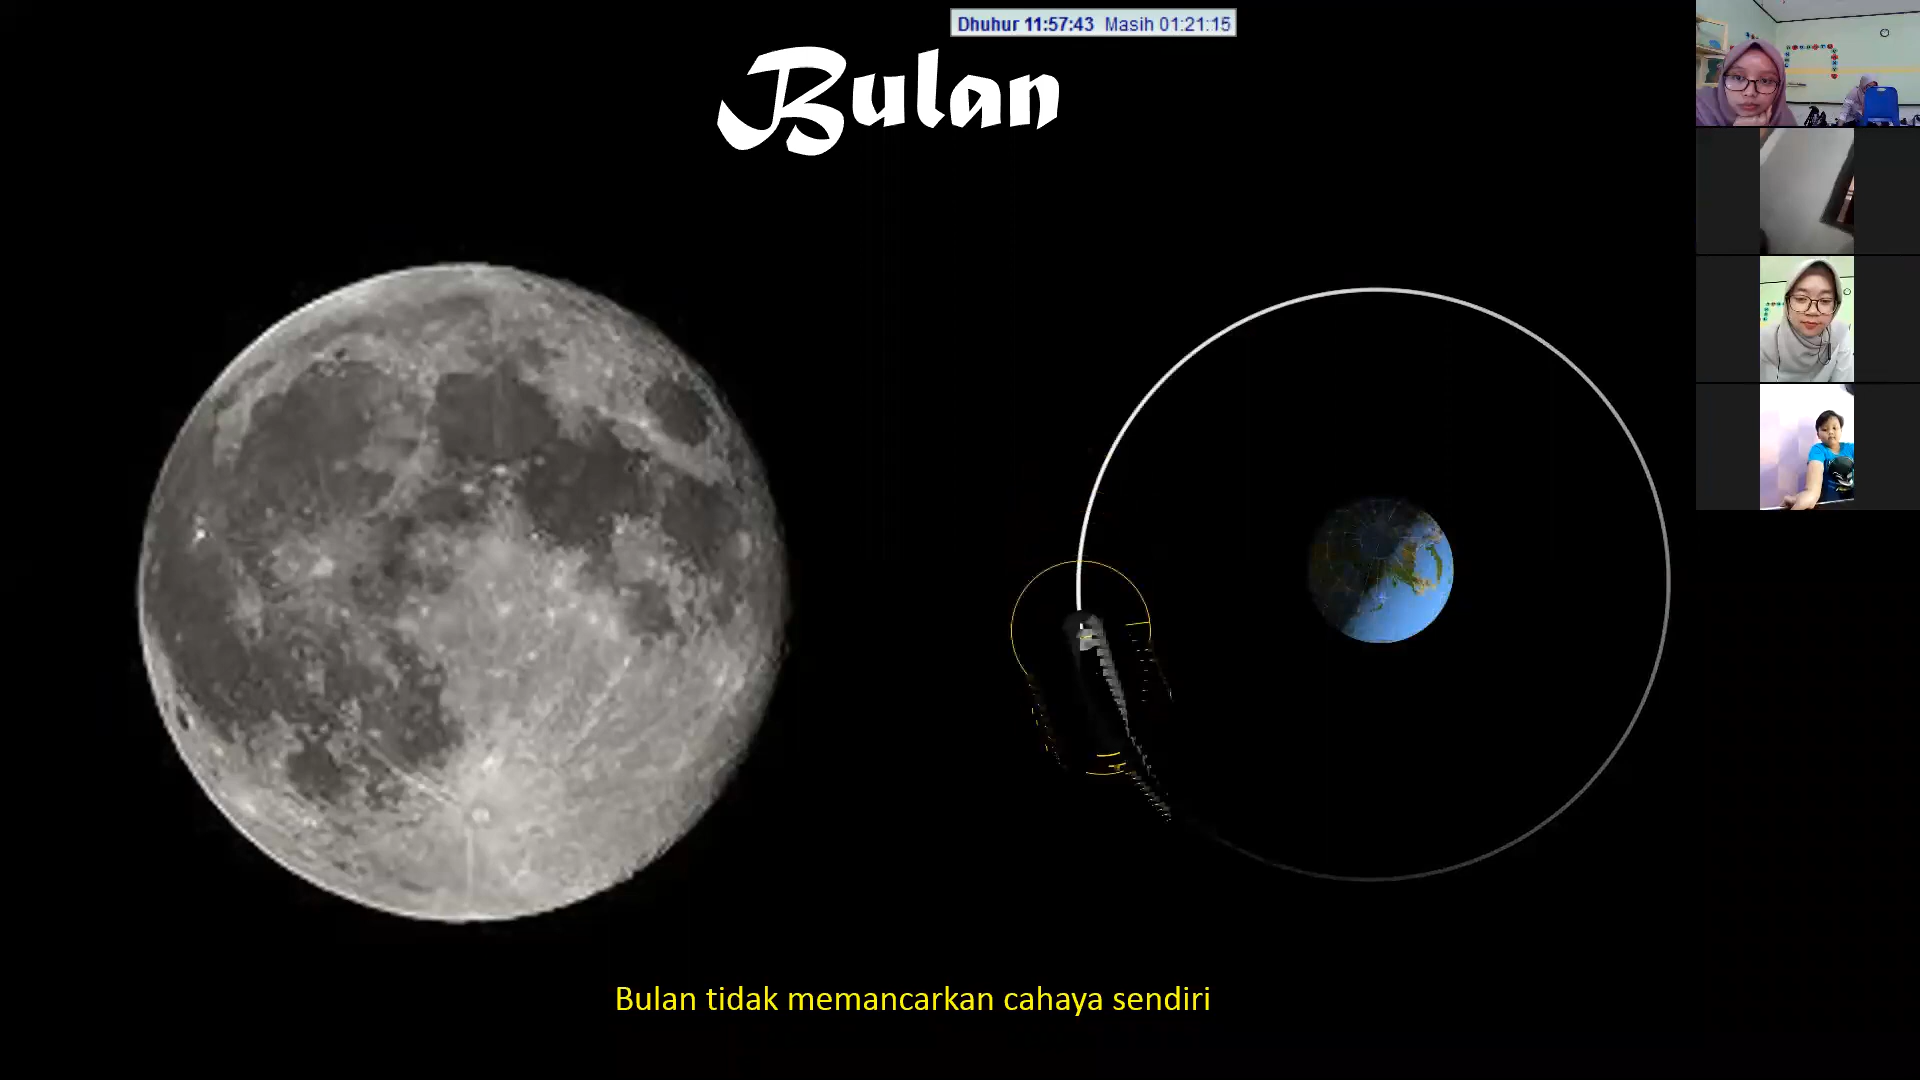 Dhuhur 11:57:43 Masih 01:21:15
Bulan
Bulan tidak memancarkan cahaya sendiri